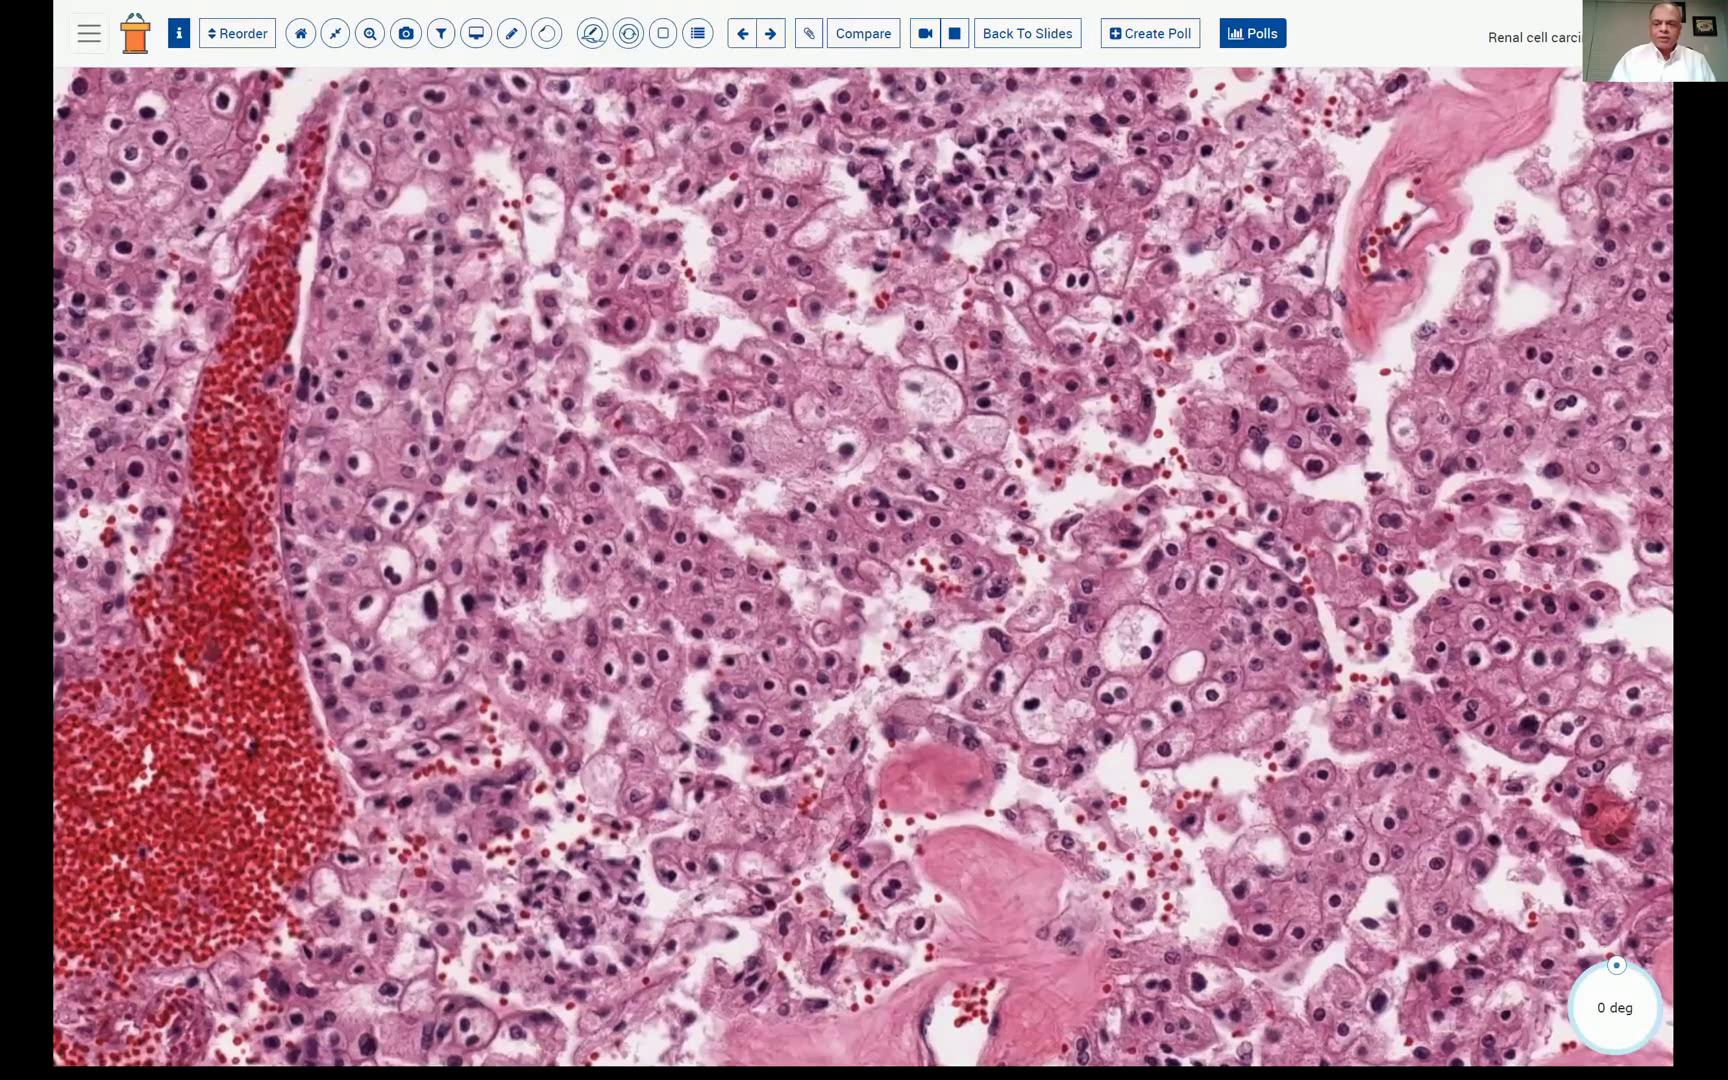 Reorder
Compare
Back To Slides
Create Poll
Polls
Renal cell carci
0 deg